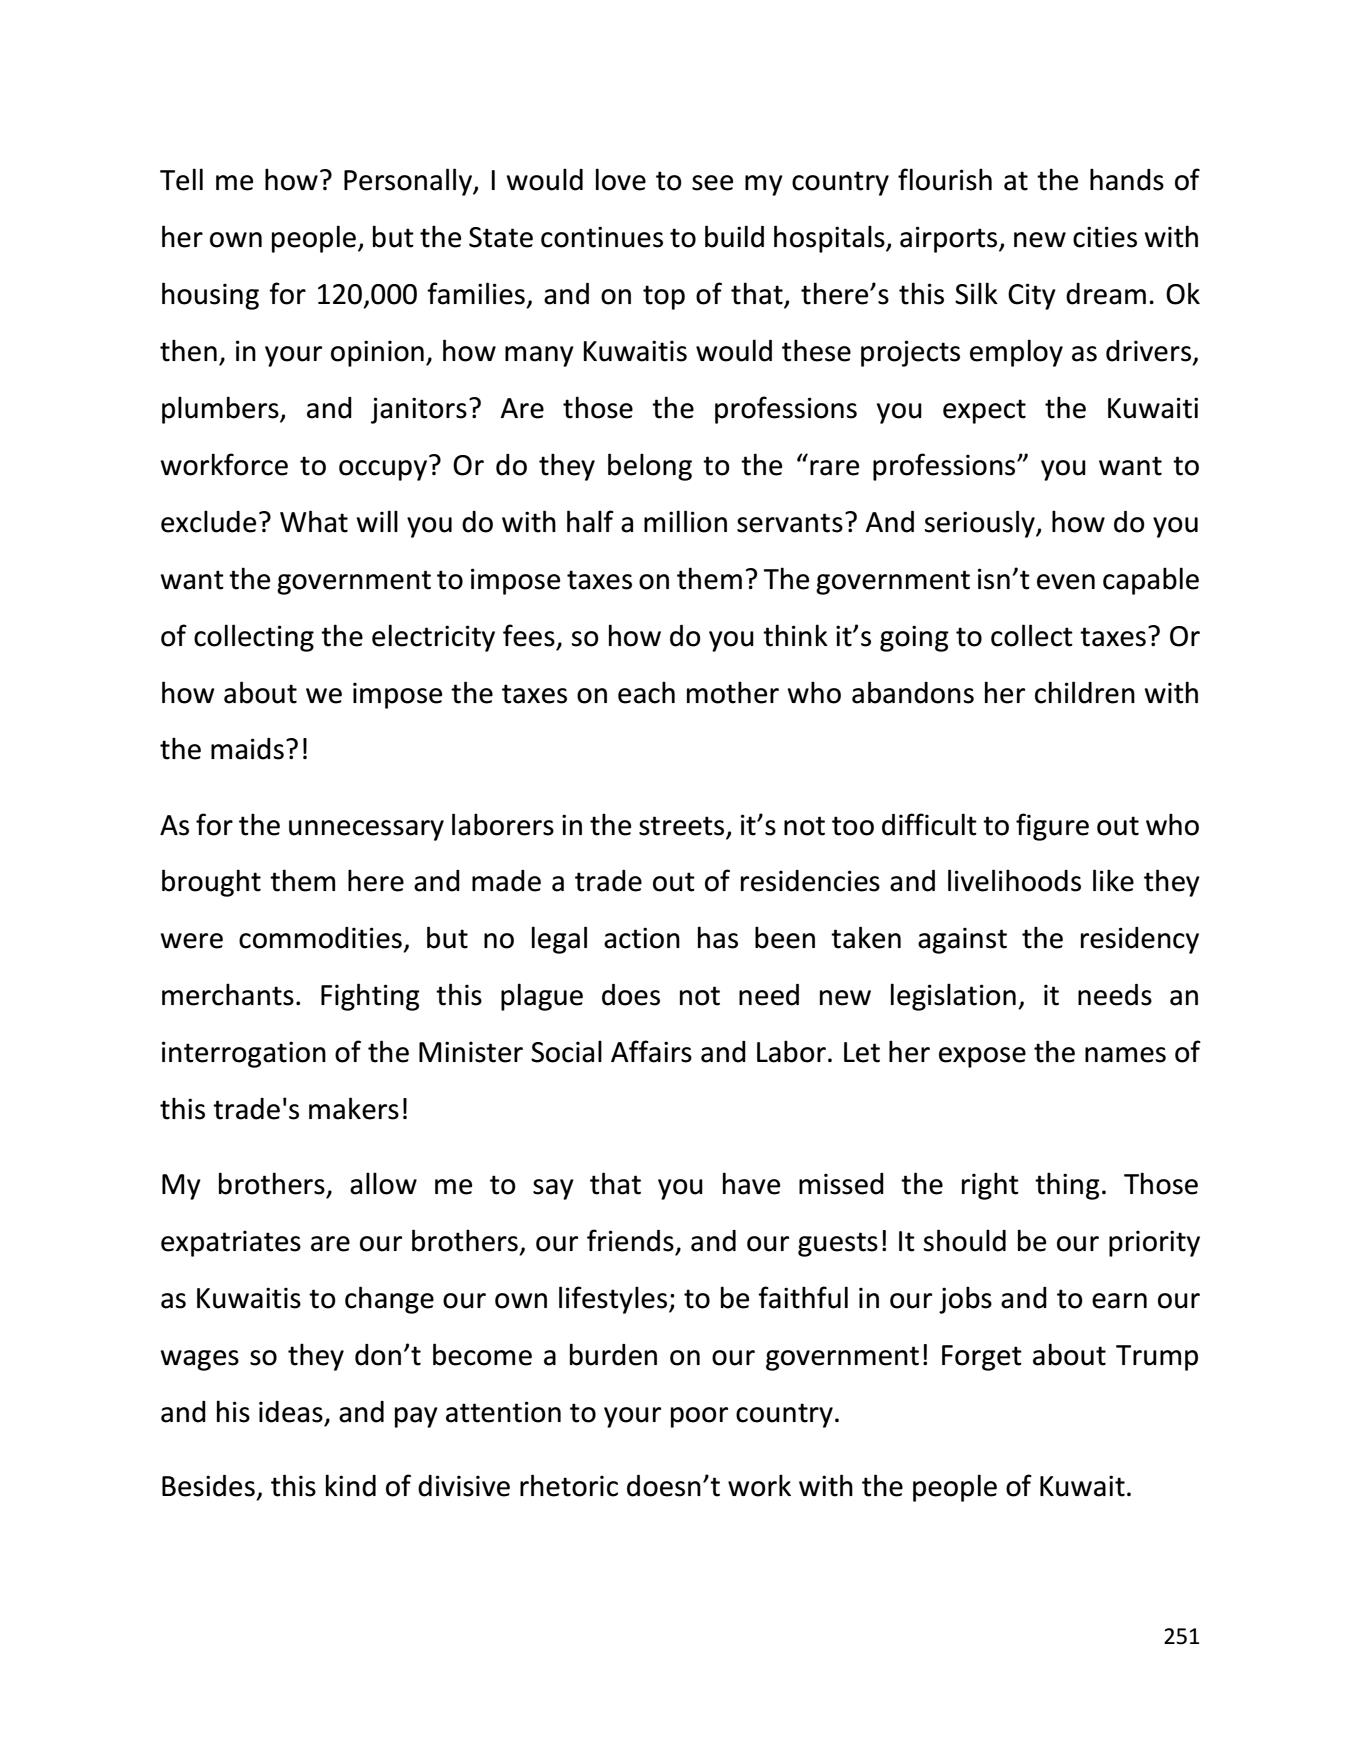 Tell me how? Personally, I would love to see my country flourish at the hands of
her own people, but the State continues to build hospitals, airports, new cities with
housing for 120,000 families, and on top of that, there’s this Silk City dream. Ok
then, in your opinion, how many Kuwaitis would these projects employ as drivers,
plumbers, and janitors? Are those the professions you expect the Kuwaiti
workforce to occupy? Or do they belong to the “rare professions” you want to
exclude? What will you do with half a million servants? And seriously, how do you
want the government to impose taxes on them? The government isn’t even capable
of collecting the electricity fees, so how do you think it’s going to collect taxes? Or
how about we impose the taxes on each mother who abandons her children with
the maids?!
As for the unnecessary laborers in the streets, it’s not too difficult to figure out who
brought them here and made a trade out of residencies and livelihoods like they
were commodities, but no legal action has been taken against the residency
merchants. Fighting this plague does not need new legislation, it needs an
interrogation of the Minister Social Affairs and Labor. Let her expose the names of
this trade's makers!
My brothers, allow me to say that you have missed the right thing. Those
expatriates are our brothers, our friends, and our guests! It should be our priority
as Kuwaitis to change our own lifestyles; to be faithful in our jobs and to earn our
wages so they don’t become a burden on our government! Forget about Trump
and his ideas, and pay attention to your poor country.
Besides, this kind of divisive rhetoric doesn’t work with the people of Kuwait.
251